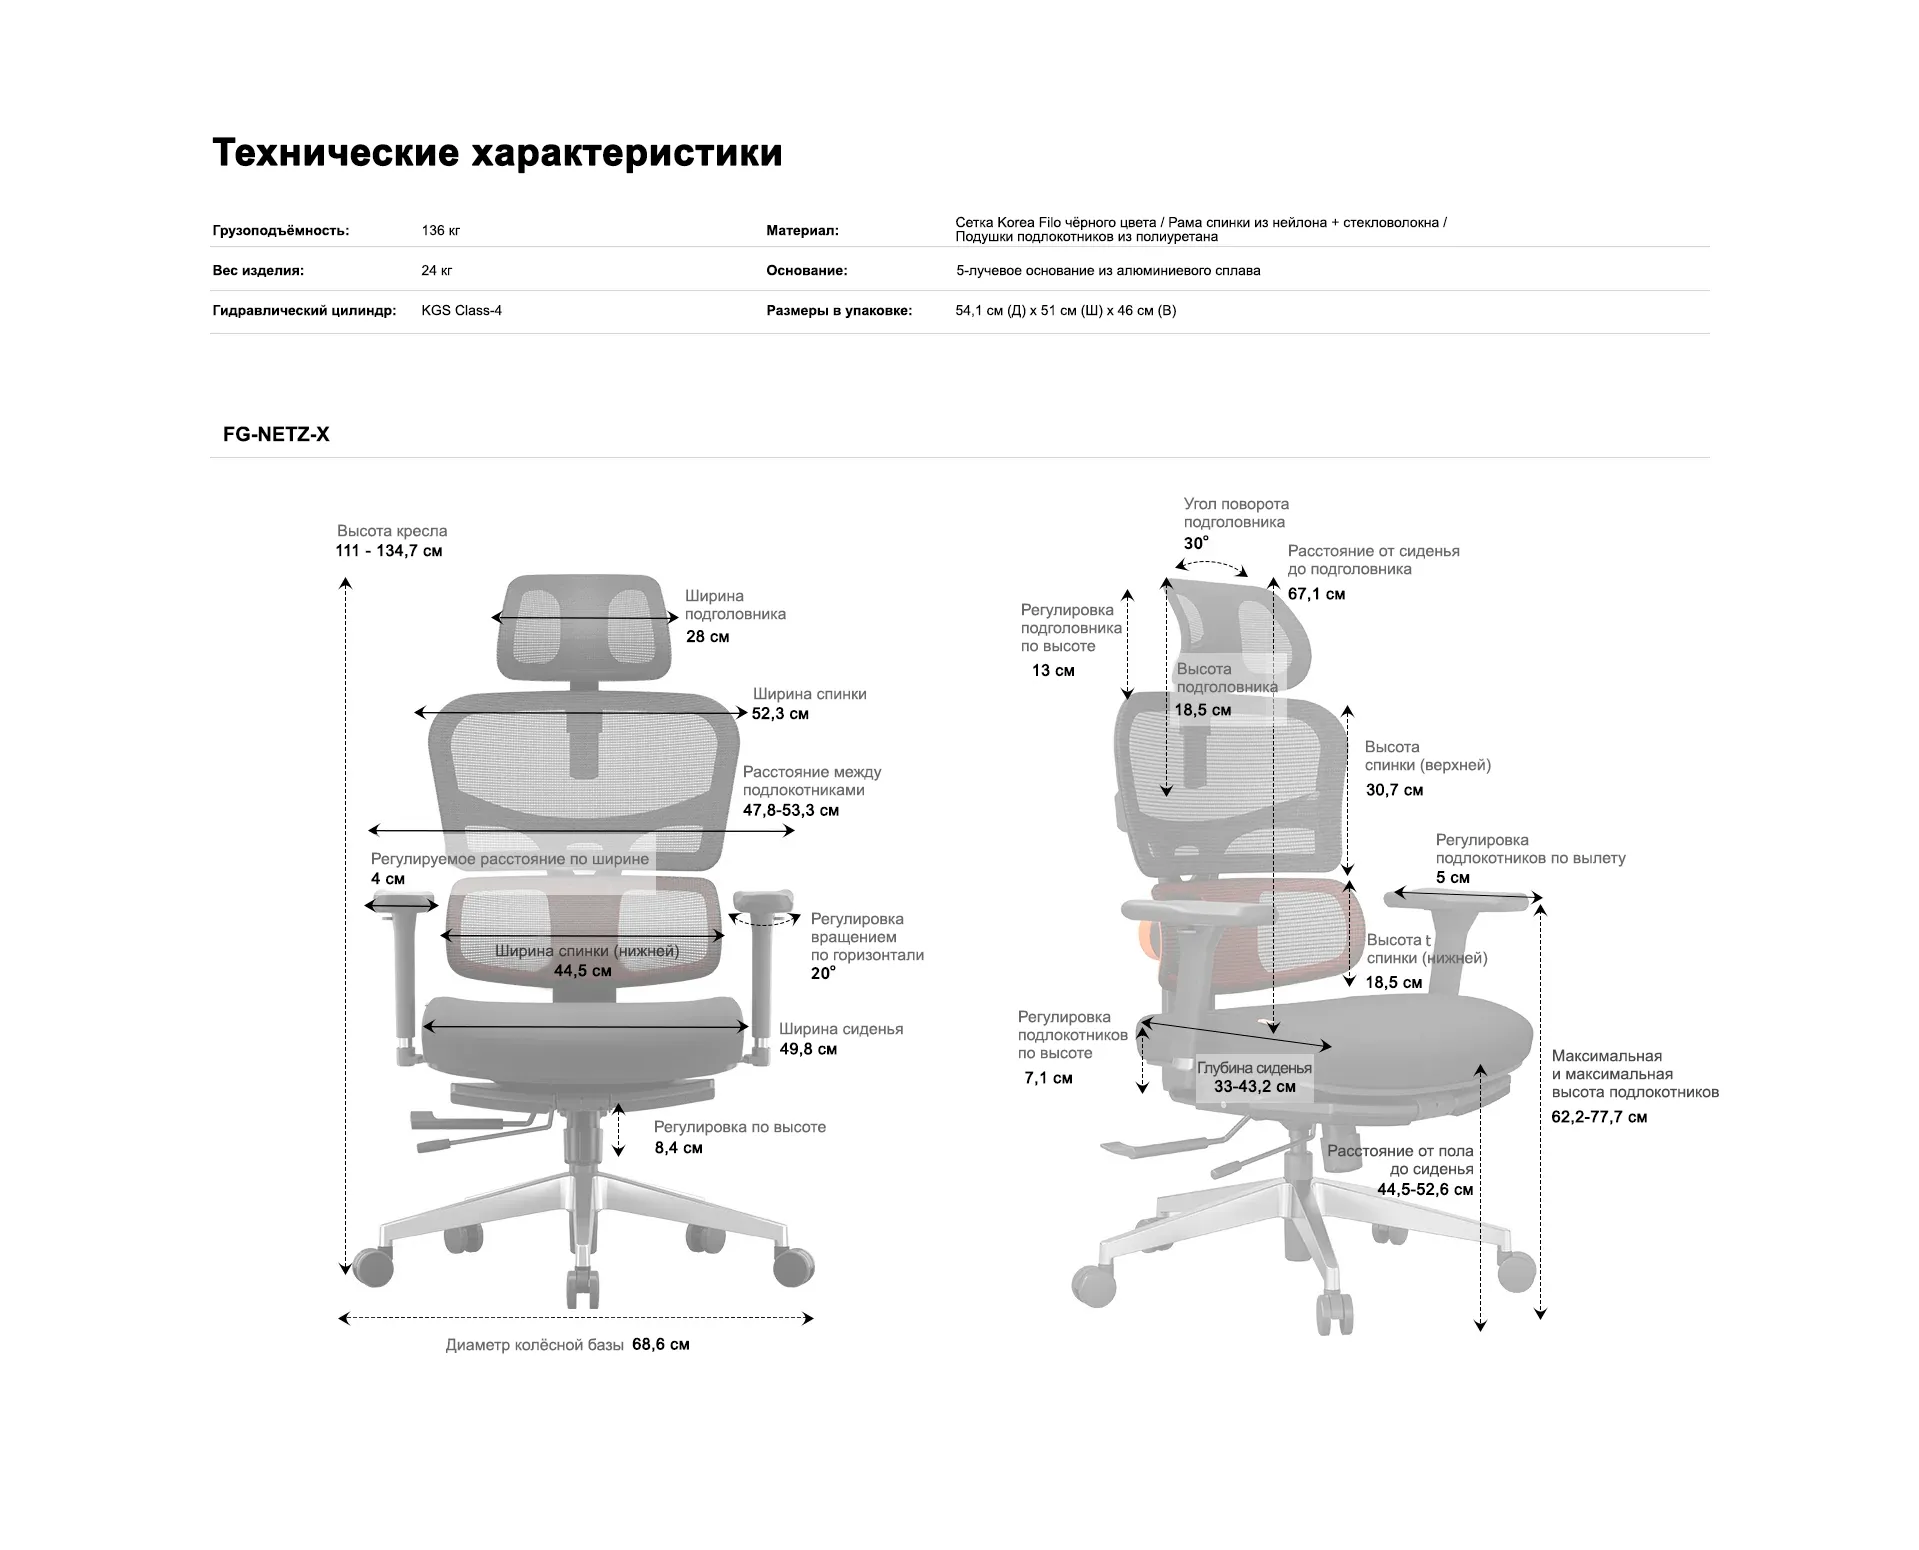 Технические характеристики
Грузоподъёмность: 136 кг
Материал: Сетка Korea Filo чёрного цвета / Рама спинки из нейлона + стекловолокна /
Подушки подлокотников из полиуретана
Вес изделия: 24 кг
Основание: 5-лучевое основание из алюминиевого сплава
Гидравлический цилиндр: KGS Class-4
Размеры в упаковке: 54,1 см (Д) x 51 см (Ш) x 46 см (В)
FG-NETZ-X
Высота кресла
111 - 134,7 см
Ширина
подголовника
28 см
Ширина спинки
52,3 см
Расстояние между
подлокотниками
47,8-53,3 см
Регулируемое расстояние по ширине
4 см
Ширина спинки (нижней)
44,5 см
Регулировка
вращением
по горизонтали
20°
Ширина сиденья
49,8 см
Регулировка по высоте
8,4 см
Диаметр колёсной базы 68,6 см
Угол поворота
подголовника
30°
Расстояние от сиденья
до подголовника
67,1 см
Регулировка
подголовника
по высоте
13 см
Высота
подголовника
18,5 см
Высота
спинки (верхней)
30,7 см
Регулировка
подлокотников по вылету
5 см
Высота t
спинки (нижней)
18,5 см
Регулировка
подлокотников
по высоте
7,1 см
Глубина сиденья
33-43,2 см
Максимальная
и максимальная
высота подлокотников
62,2-77,7 см
Расстояние от пола
до сиденья
44,5-52,6 см